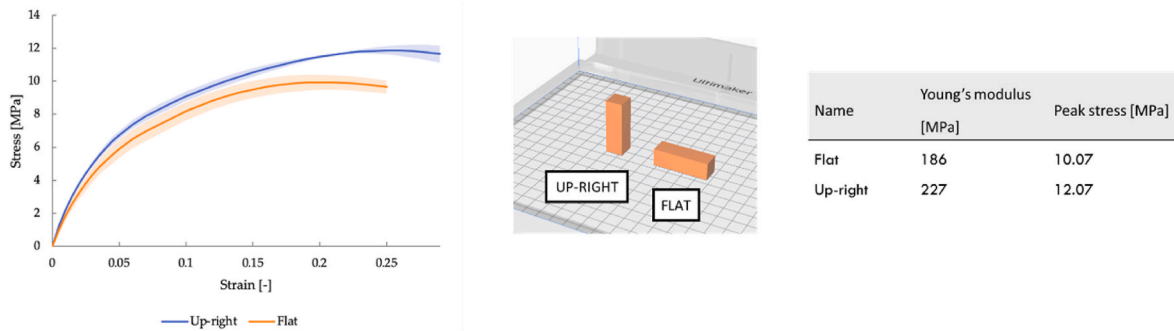 14
12
10
8
6
4
2
0
Stress [MPa]
0 0.05 0.1 0.15 0.2 0.25
Strain [-]
Up-right Flat
Ultimaker
UP-RIGHT
FLAT
Name Young's modulus [MPa] Peak stress [MPa]
Flat 186 10.07
Up-right 227 12.07